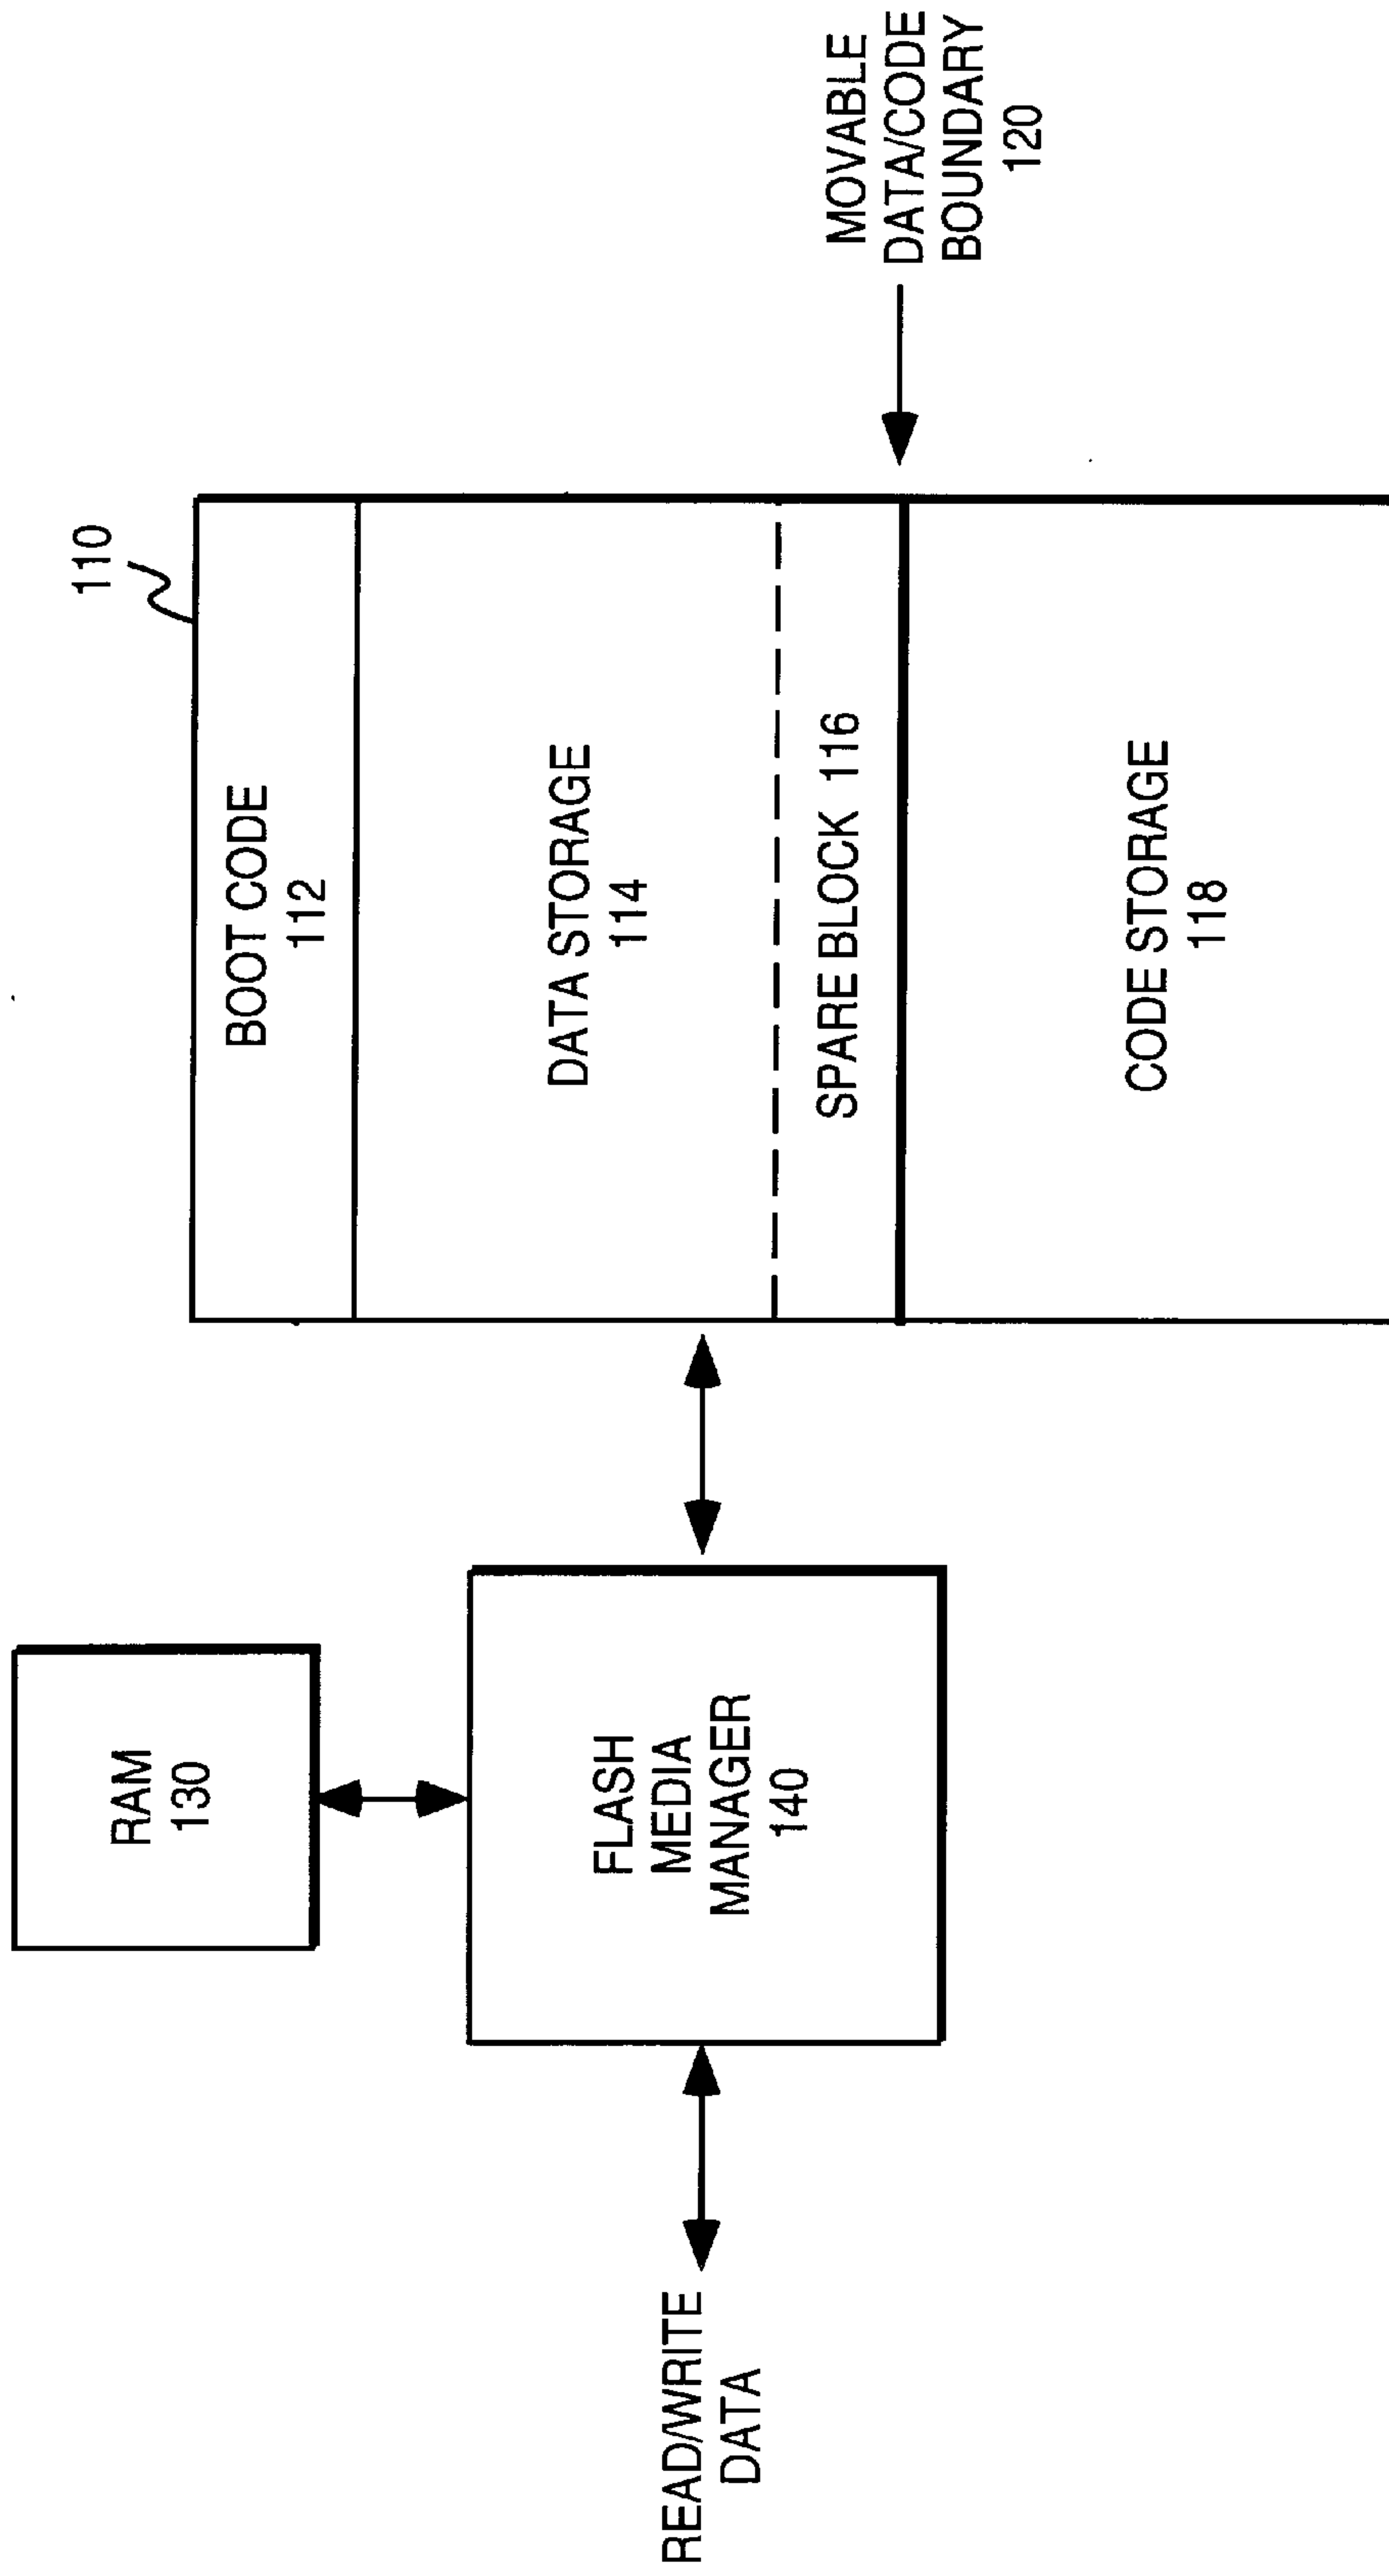 110
BOOT CODE
112
DATA STORAGE
114
SPARE BLOCK 116
CODE STORAGE
118
MOVABLE
DATA/CODE
BOUNDARY
120
RAM
130
FLASH
MEDIA
MANAGER
140
READ/WRITE
DATA